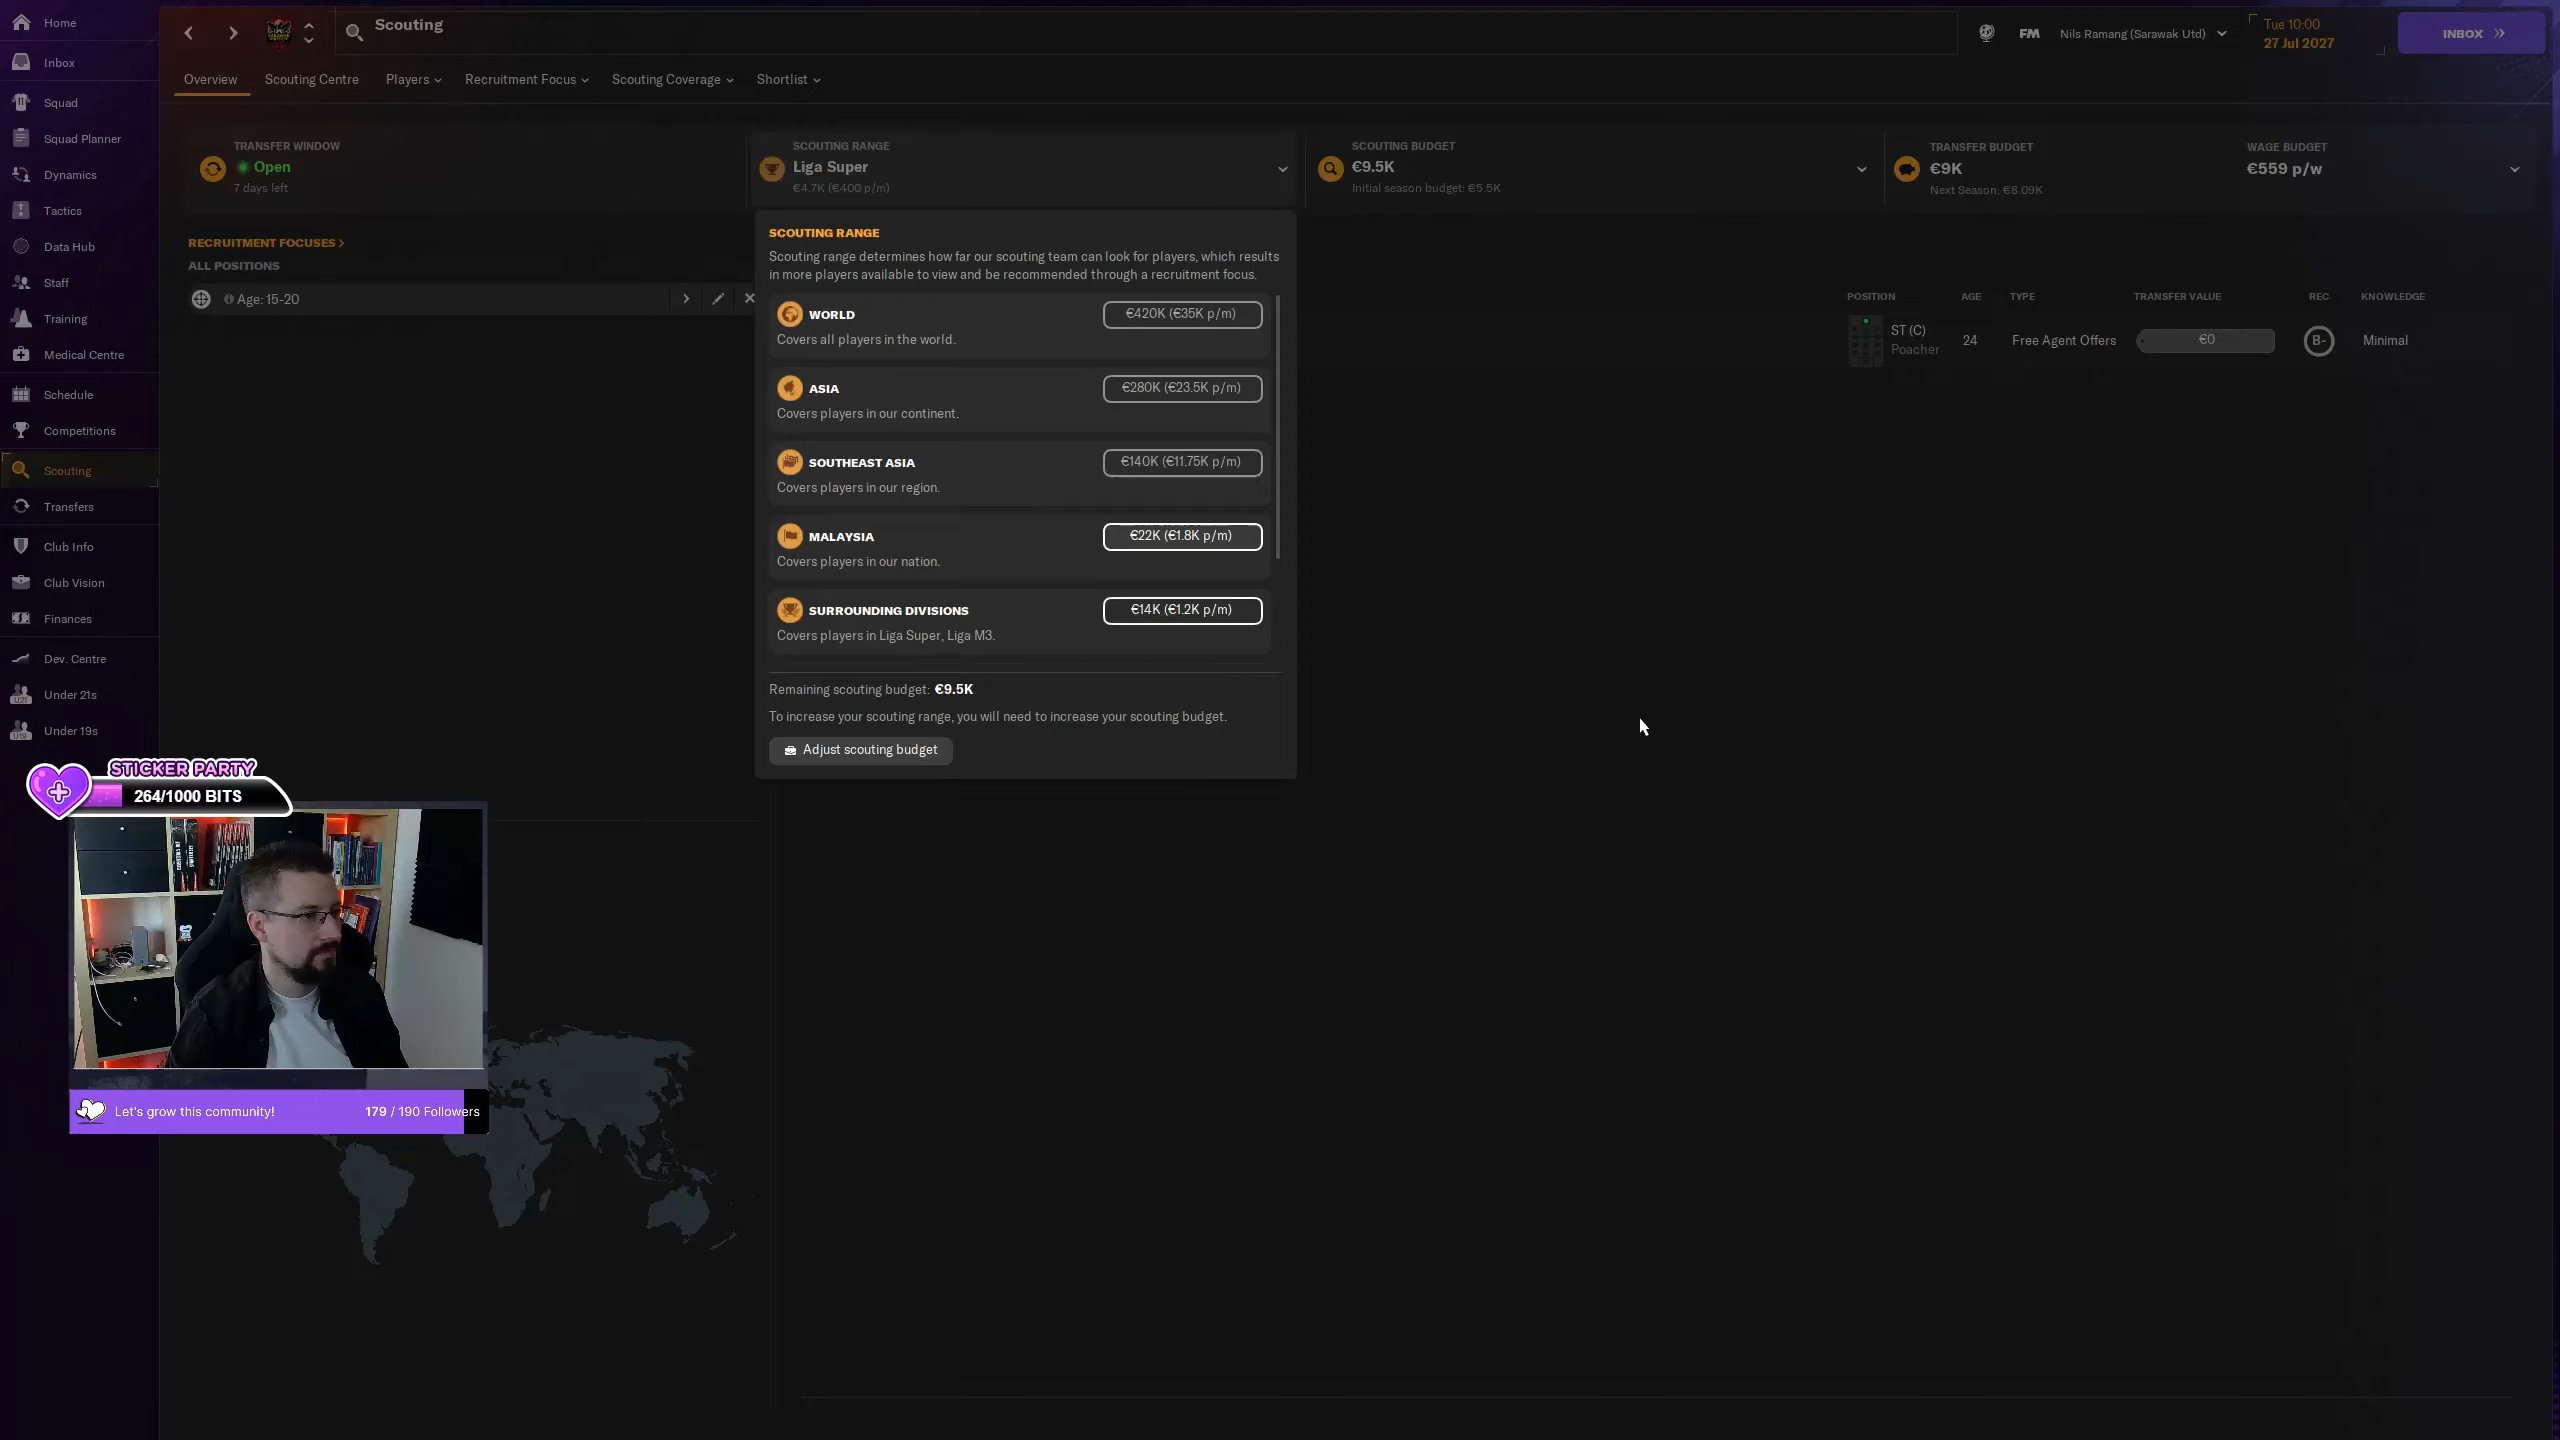 Home
Inbox
Squad
Squad Planner
Dynamics
Tactics
Data Hub
Staff
Training
Medical Centre
Schedule
Competitions
Scouting
Transfers
Club Info
Club Vision
Finances
Dev. Centre
Under 21s
Under 19s
Scouting
FM
Nils Ramang (Sarawak Utd)
Tue 10:00
27 Jul 2027
INBOX
Overview
Scouting Centre
Players
Recruitment Focus
Scouting Coverage
Shortlist
TRANSFER WINDOW
Open
7 days left
SCOUTING RANGE
Liga Super
€4.7K (€400 p/m)
SCOUTING BUDGET
€9.5K
Initial season budget: €5.5K
TRANSFER BUDGET
€9K
Next Season: €8.09K
WAGE BUDGET
€559 p/w
RECRUITMENT FOCUSES >
ALL POSITIONS
Age: 15-20
SCOUTING RANGE
Scouting range determines how far our scouting team can look for players, which results
in more players available to view and be recommended through a recruitment focus.
WORLD
€420K (€35K p/m)
Covers all players in the world.
ASIA
€280K (€23.5K p/m)
Covers players in our continent.
SOUTHEAST ASIA
€140K (€11.75K p/m)
Covers players in our region.
MALAYSIA
€22K (€1.8K p/m)
Covers players in our nation.
SURROUNDING DIVISIONS
€14K (€1.2K p/m)
Covers players in Liga Super, Liga M3.
Remaining scouting budget: €9.5K
To increase your scouting range, you will need to increase your scouting budget.
Adjust scouting budget
POSITION AGE TYPE TRANSFER VALUE REC KNOWLEDGE
ST (C)
Poacher
24
Free Agent Offers
€0
B-
Minimal
STICKER PARTY
264/1000 BITS
Let's grow this community!
179 / 190 Followers